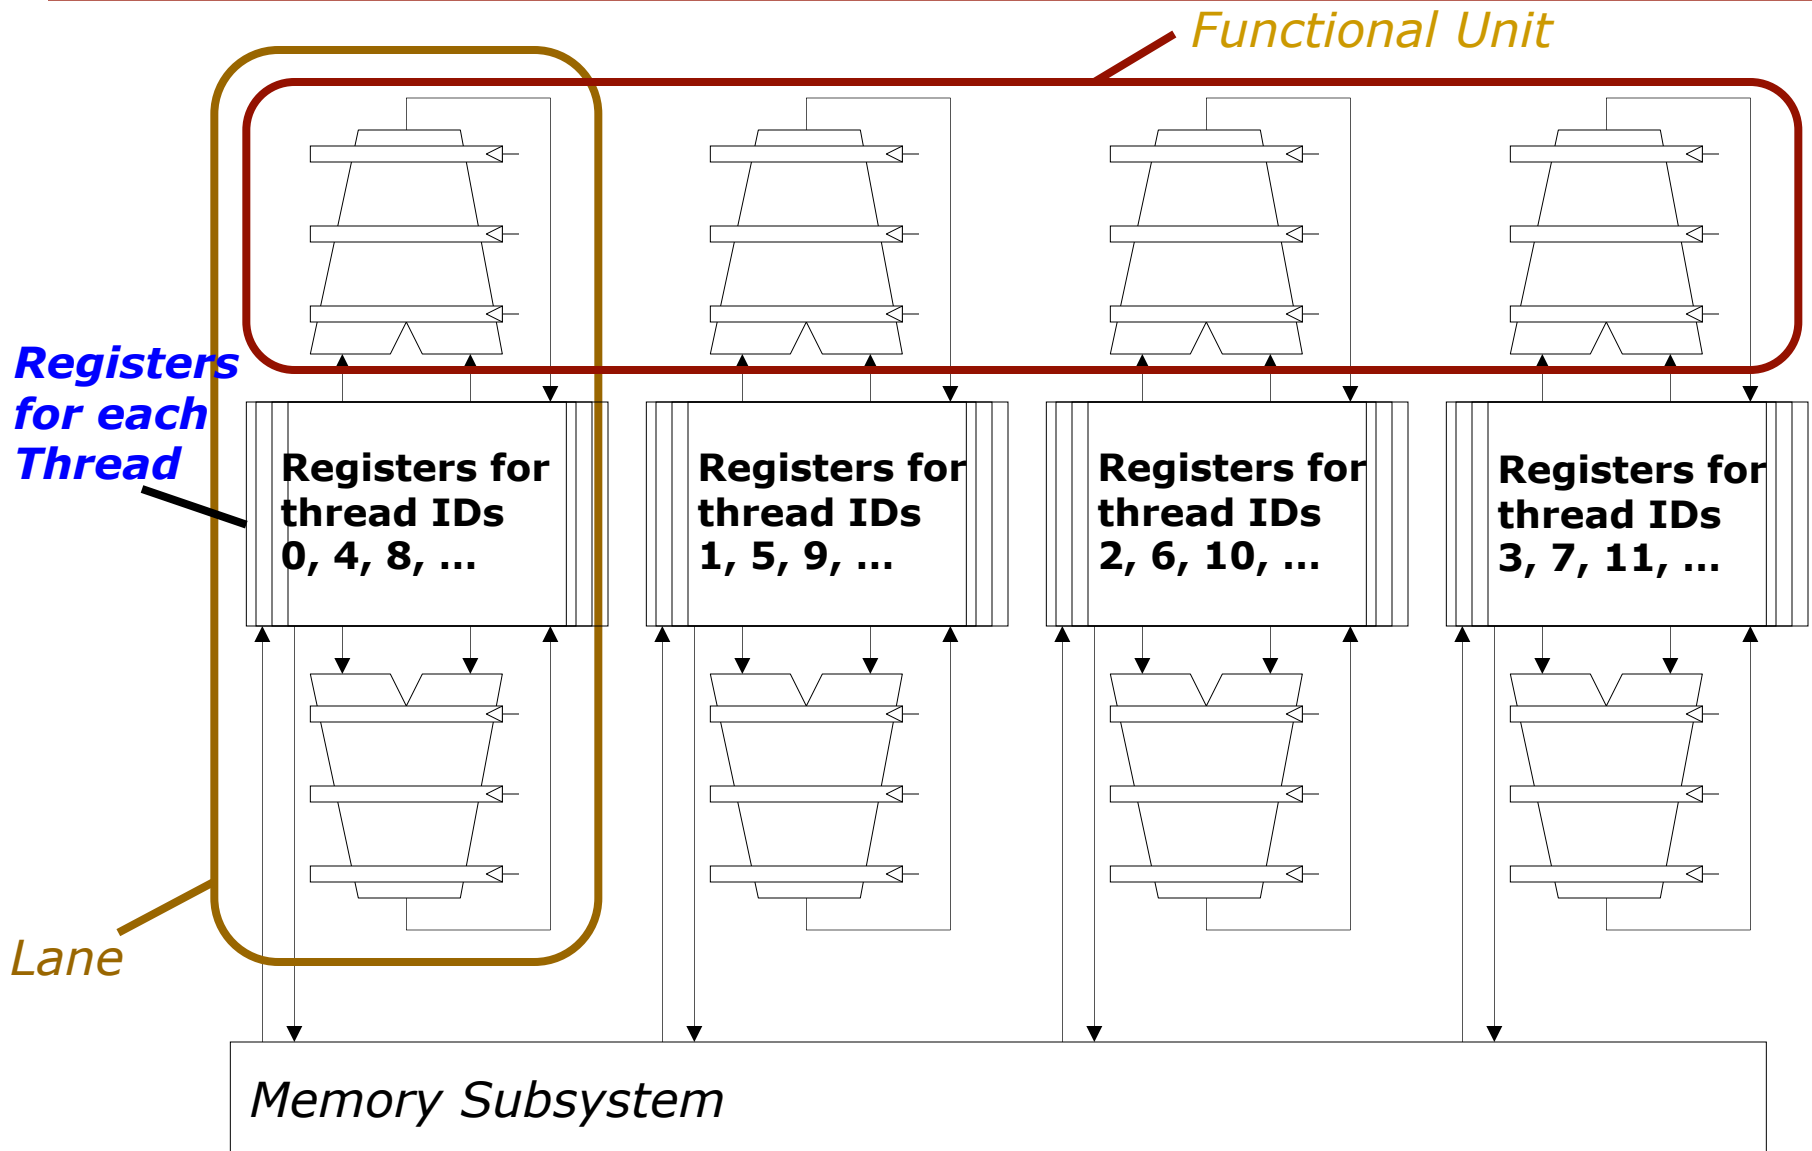 Functional Unit
Registers
for each
Thread
Registers for
thread IDs
0, 4, 8, …
Registers for
thread IDs
1, 5, 9, …
Registers for
thread IDs
2, 6, 10, …
Registers for
thread IDs
3, 7, 11, …
Lane
Memory Subsystem